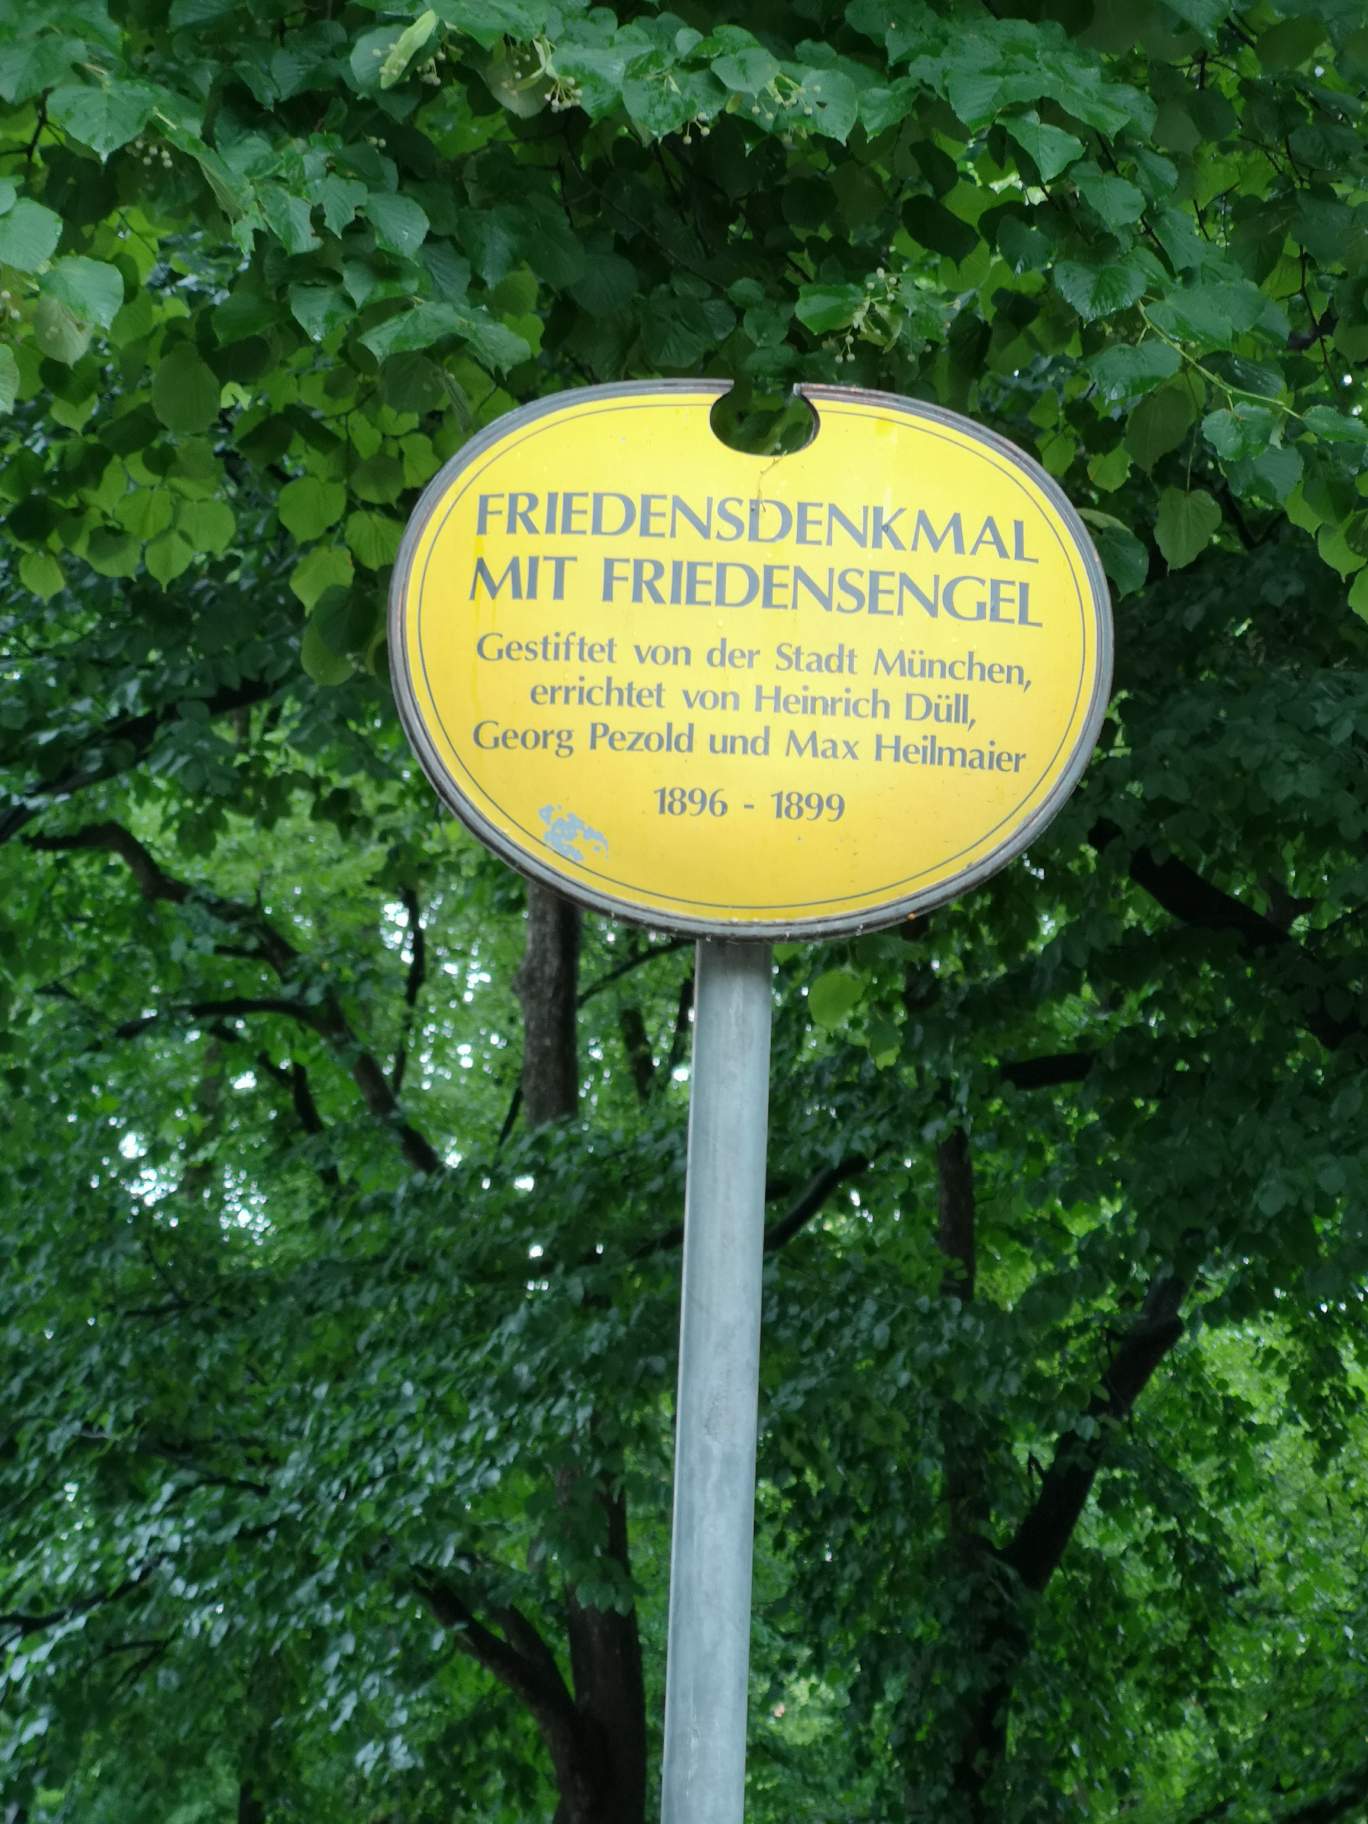 FRIEDENSDENKMAL
MIT FRIEDENSENGEL
Gestiftet von der Stadt München,
errichtet von Heinrich Düll,
Georg Pezold und Max Heilmaier
1896 - 1899